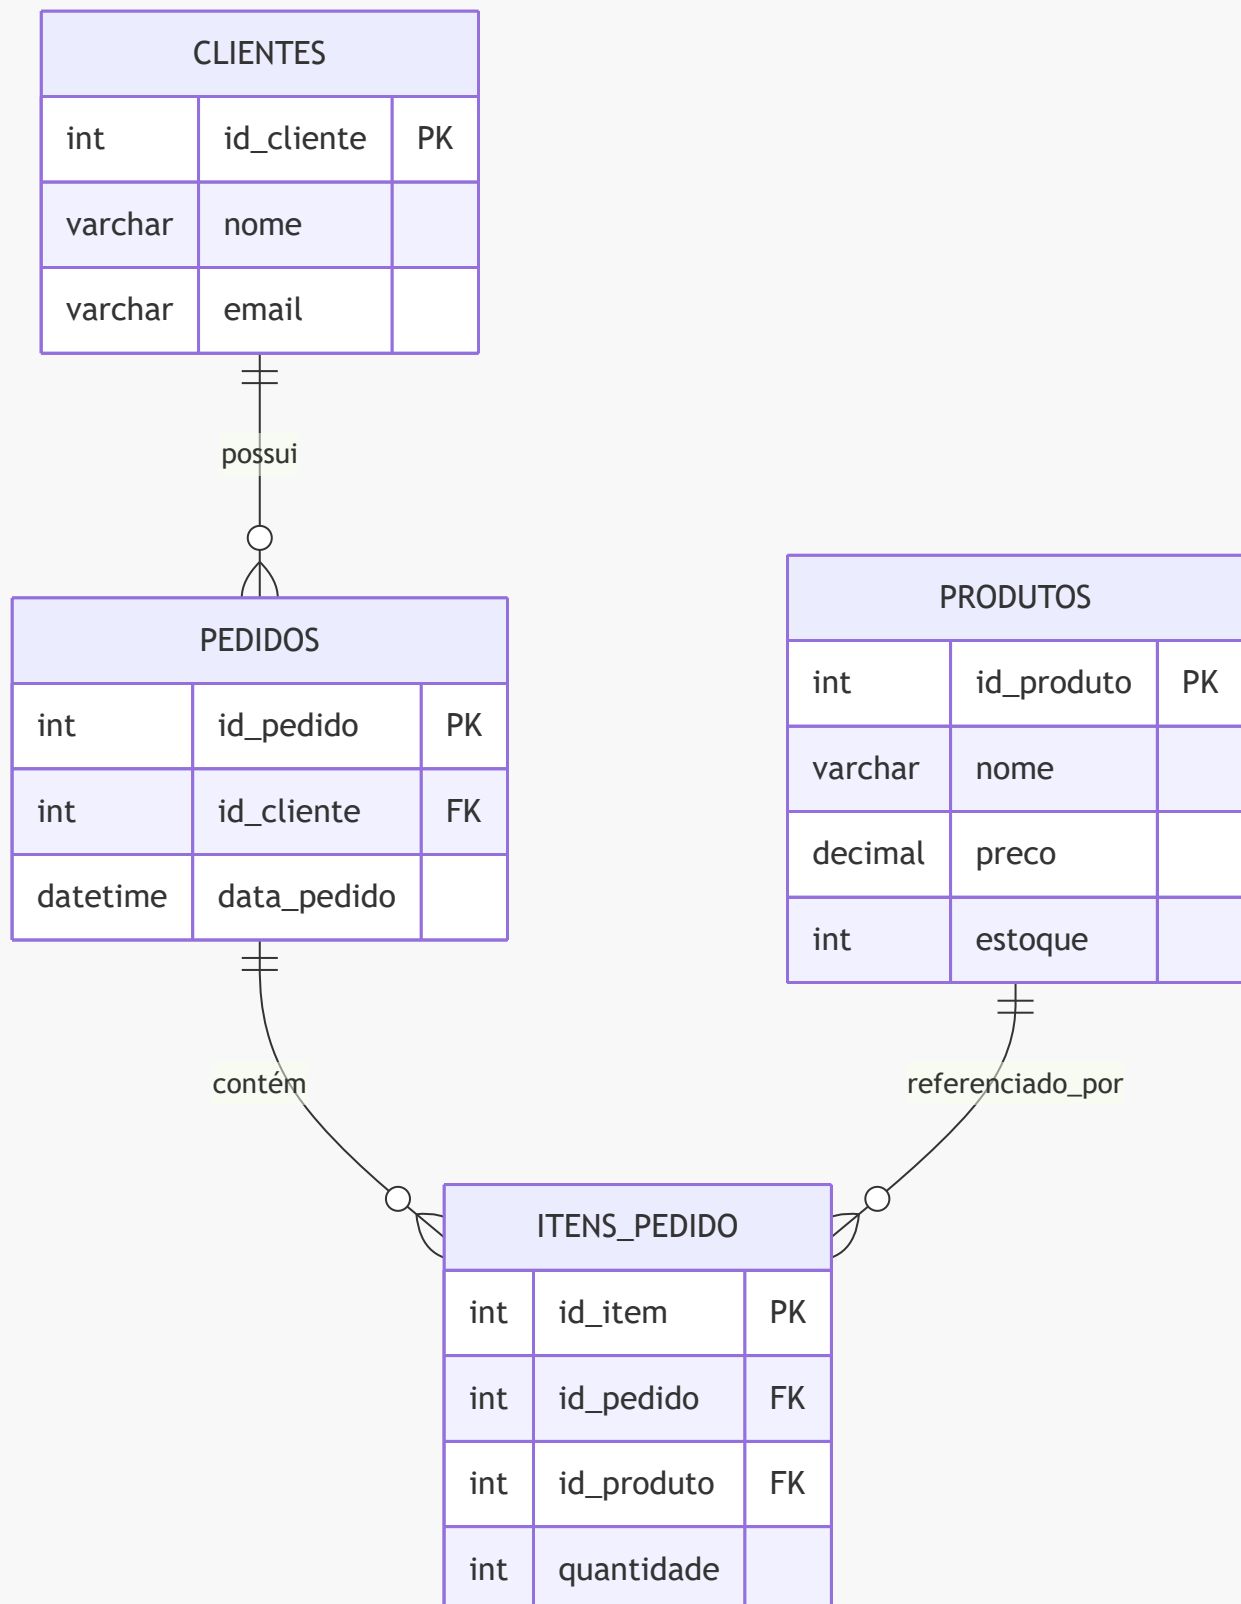 CLIENTES
int id_cliente PK
varchar nome
varchar email
possui
PEDIDOS
int id_pedido PK
int id_cliente FK
datetime data_pedido
PRODUTOS
int id_produto PK
varchar nome
decimal preco
int estoque
contém
referenciado_por
ITENS_PEDIDO
int id_item PK
int id_pedido FK
int id_produto FK
int quantidade